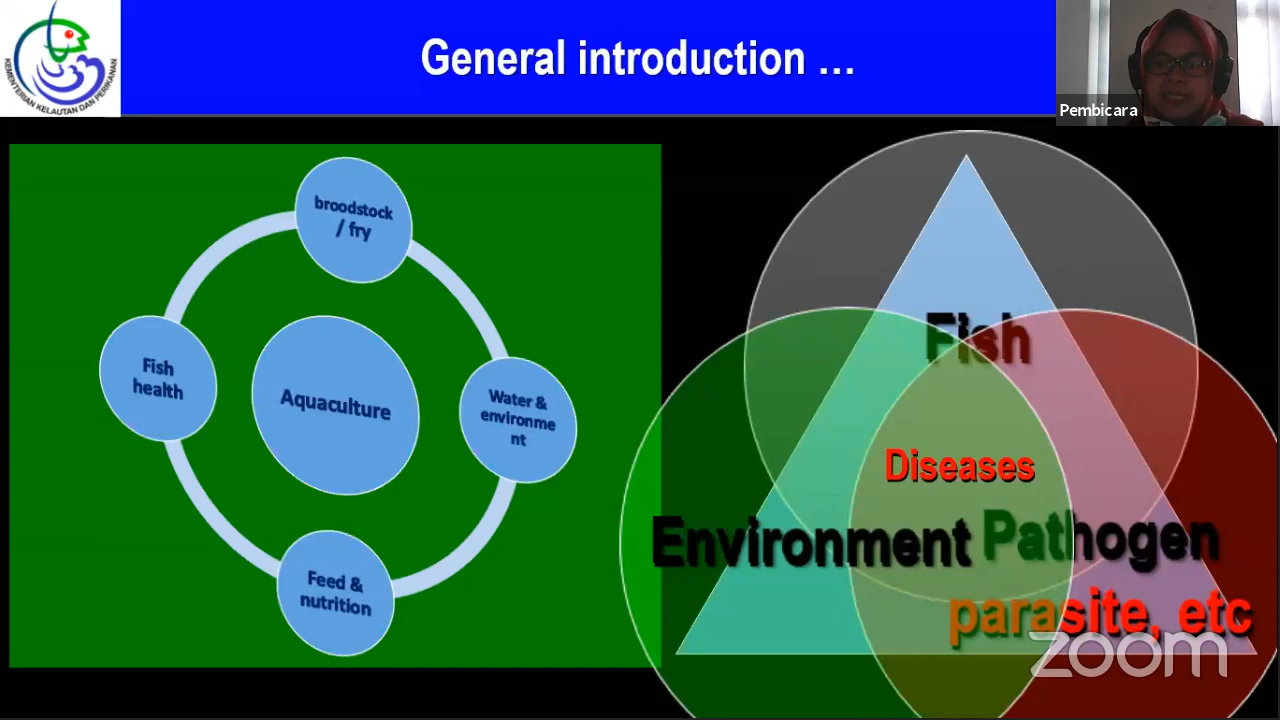 KEMENTERIAN KELAUTAN DAN PERIKANAN
General introduction ...
Pembicara
broodstock
/ fry
Fish
health
Aquaculture
Water &
environme
nt
Feed &
nutrition
Fish
Diseases
Environment
Pathogen
parasite, etc
zoom